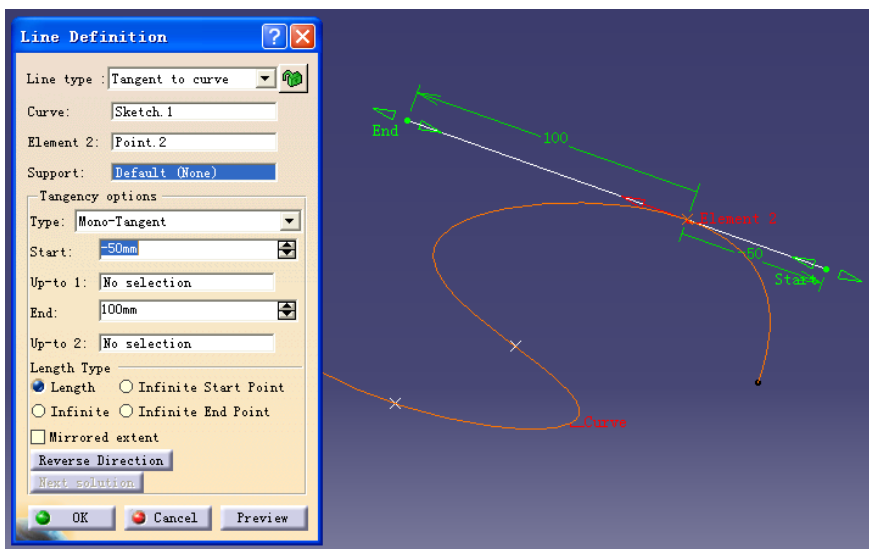 Line Definition
Line type : Tangent to curve
Curve: Sketch.1
Element 2: Point.2
Support: Default (None)
Tangency options
Type: Mono-Tangent
Start: -50mm
Up-to 1: No selection
End: 100mm
Up-to 2: No selection
Length Type
Length Infinite Start Point
Infinite Infinite End Point
Mirrored extent
Reverse Direction
Next solution
OK Cancel Preview
End
100
Element 2
-50
Start
Curve